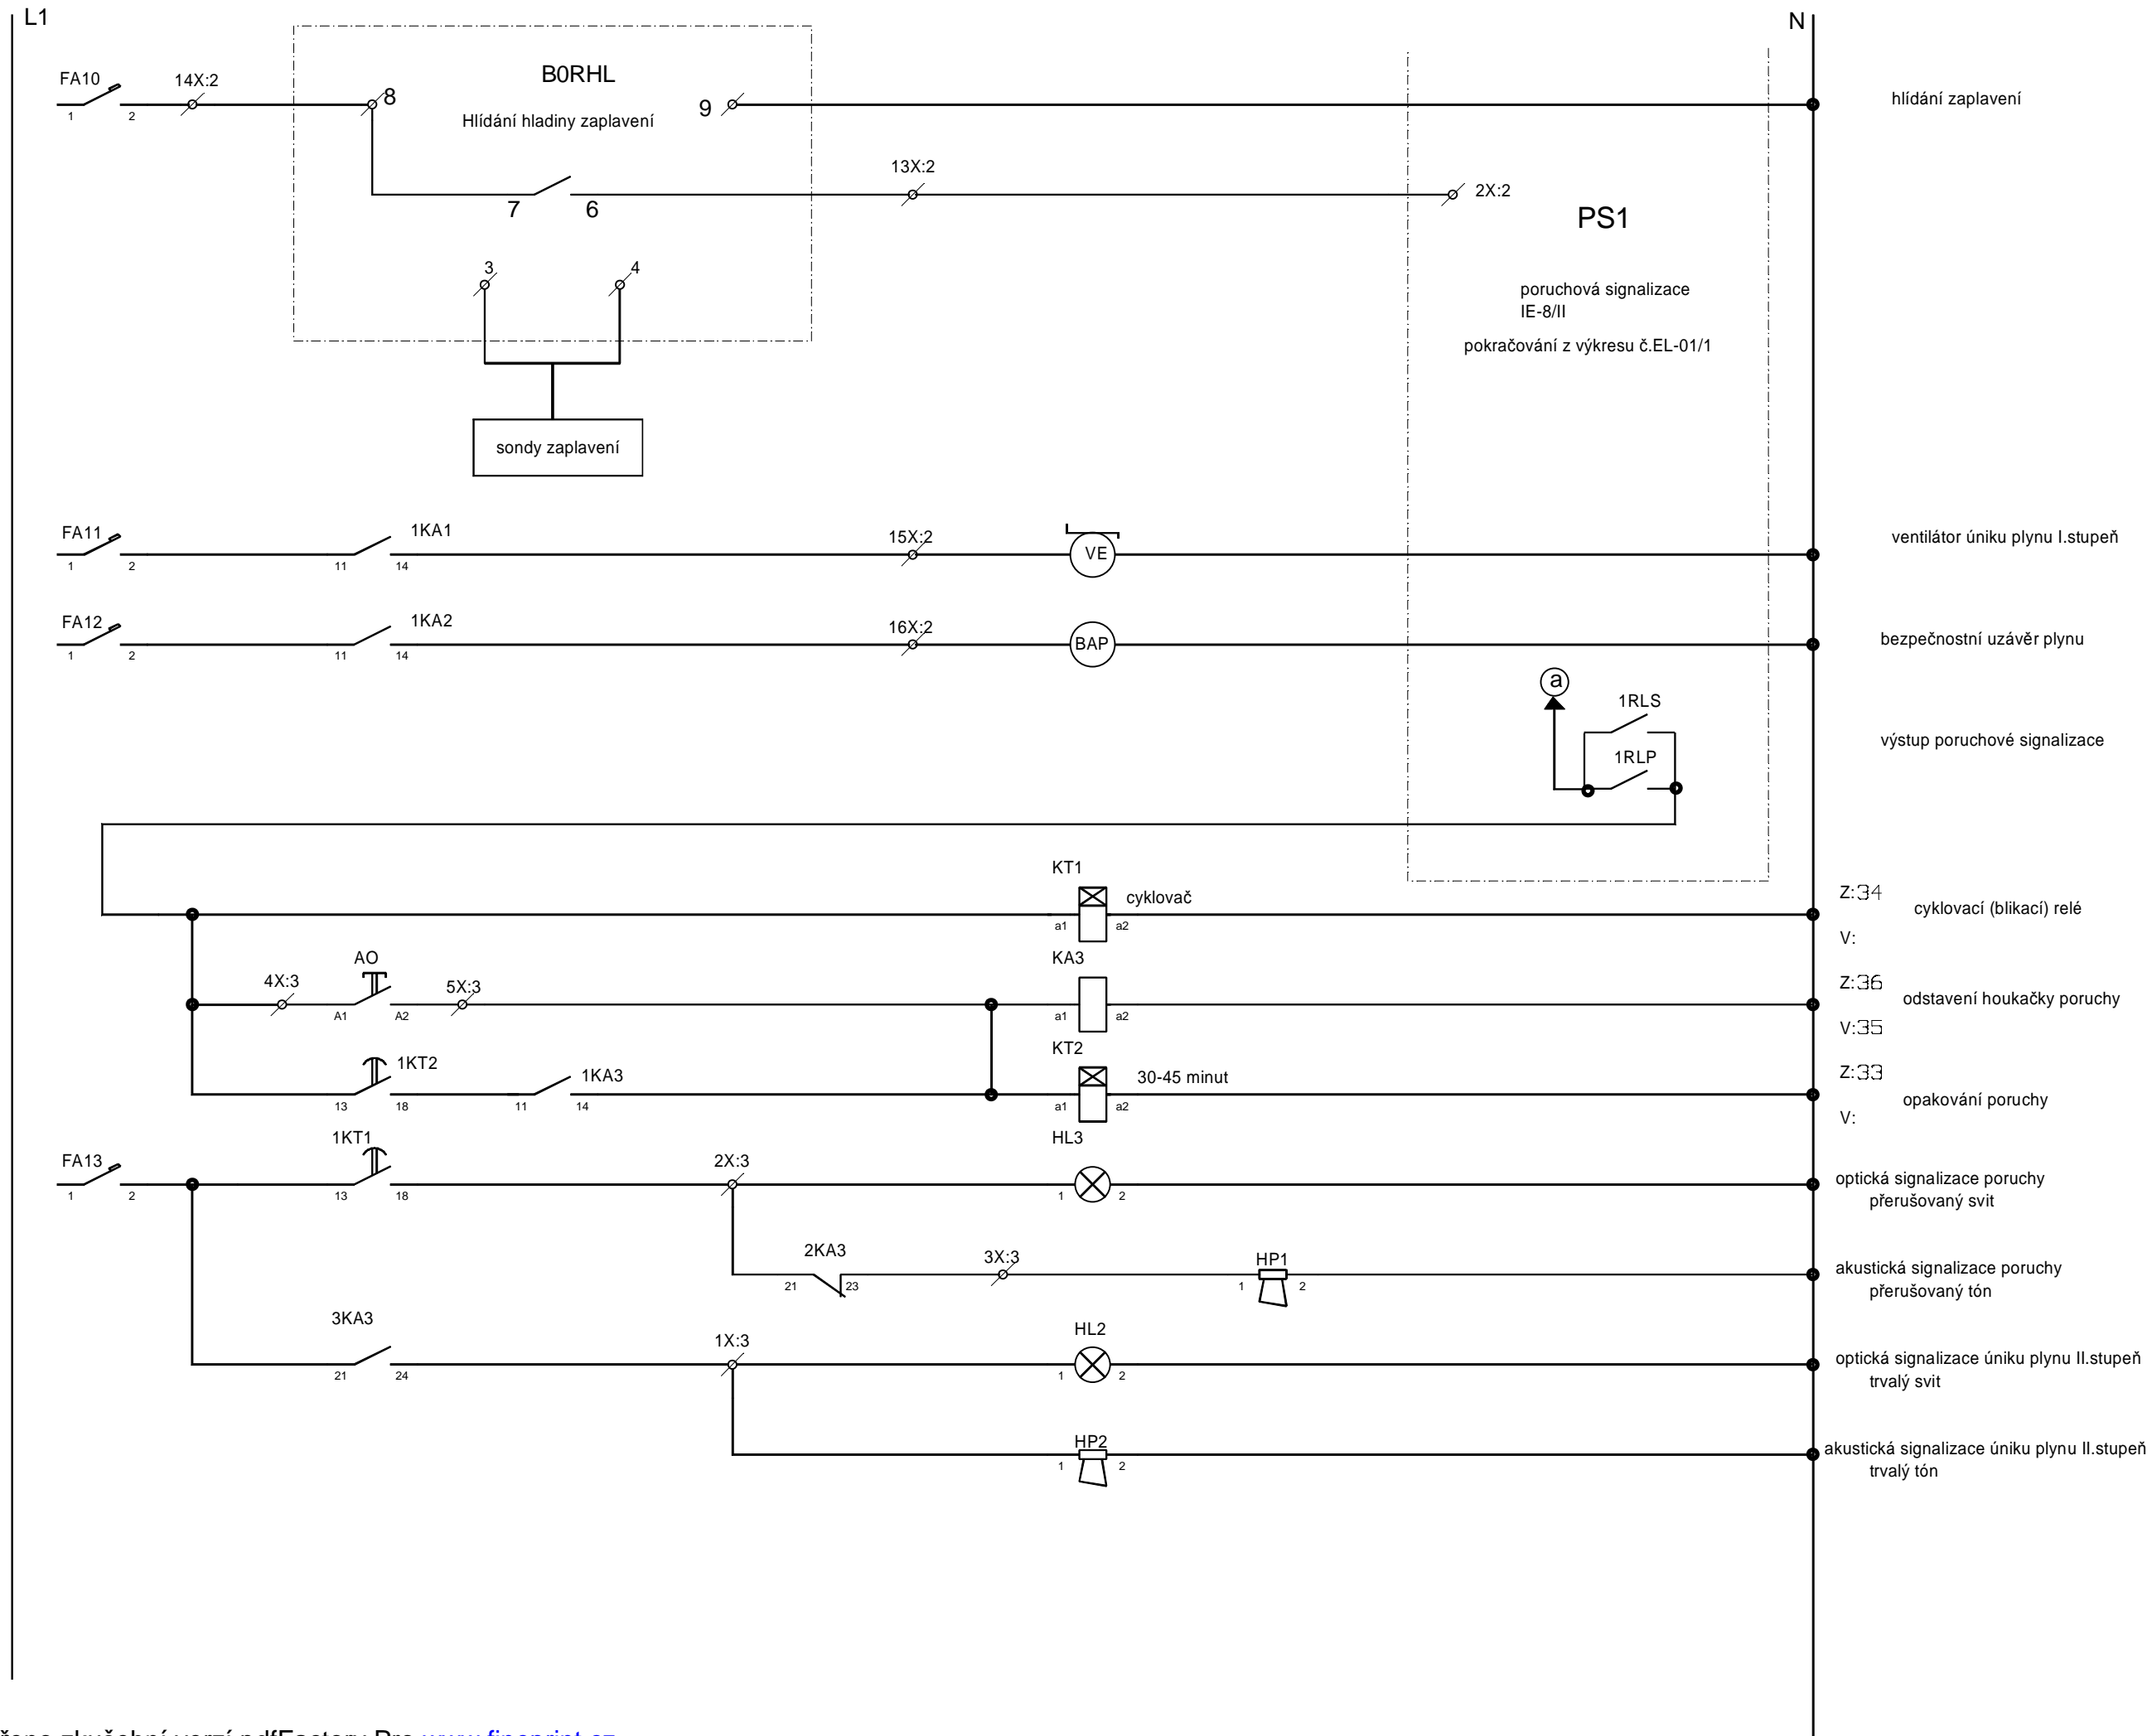 L1
N
FA10
14X:2
8
B0RHL
9
hlídání zaplavení
1
2
Hlídání hladiny zaplavení
13X:2
7
6
2X:2
PS1
3
4
poruchová signalizace
IE-8/II
pokračování z výkresu č.EL-01/1
sondy zaplavení
FA11
1KA1
15X:2
VE
ventilátor úniku plynu I.stupeň
1
2
11
14
FA12
1KA2
16X:2
BAP
bezpečnostní uzávěr plynu
1
2
11
14
a
1RLS
výstup poruchové signalizace
1RLP
KT1
cyklovač
Z:34
cyklovací (blikací) relé
a1
a2
V:
AO
KA3
4X:3
5X:3
Z:36
odstavení houkačky poruchy
A1
A2
a1
a2
V:35
KT2
1KT2
1KA3
30-45 minut
Z:33
13
18
11
14
a1
a2
opakování poruchy
V:
1KT1
HL3
FA13
2X:3
optická signalizace poruchy
1
2
13
18
1
2
přerušovaný svit
2KA3
3X:3
HP1
akustická signalizace poruchy
21
23
1
2
přerušovaný tón
3KA3
1X:3
HL2
optická signalizace úniku plynu II.stupeň
21
24
1
2
trvalý svit
HP2
akustická signalizace úniku plynu II.stupeň
1
2
trvalý tón